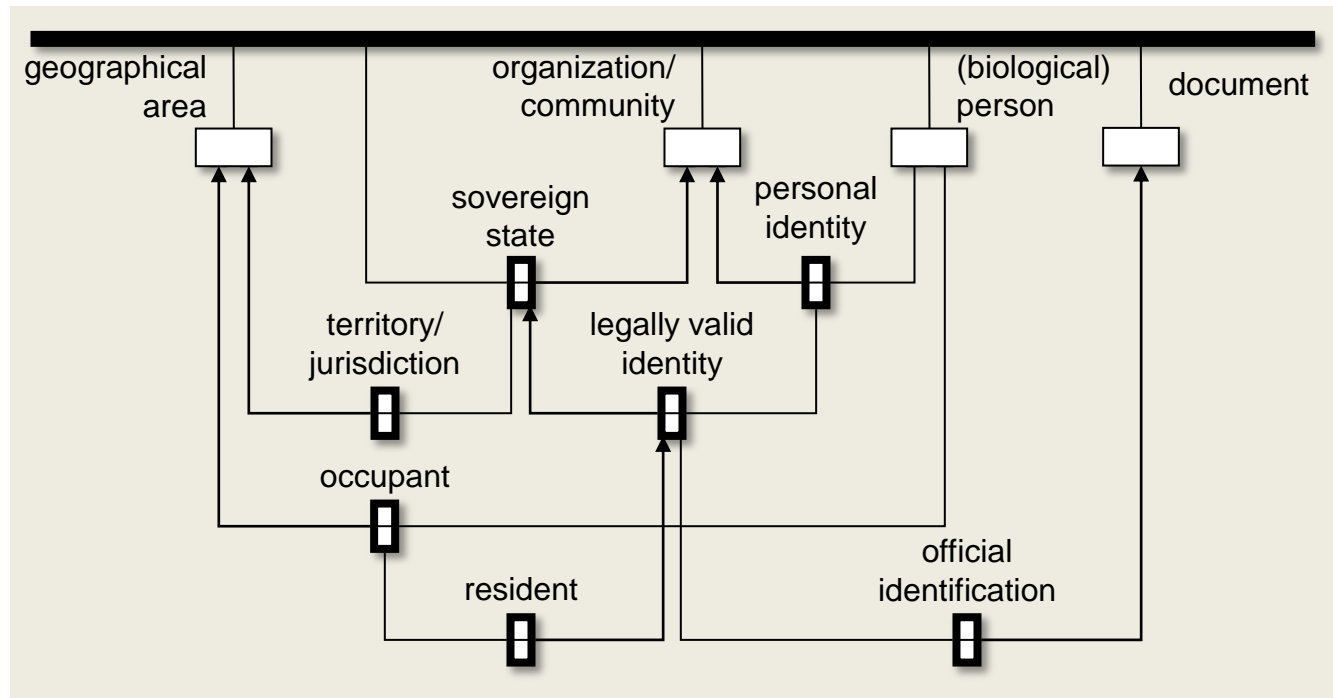 geographical
area
organization/
community
(biological)
person
document
sovereign
state
personal
identity
territory/
jurisdiction
legally valid
identity
occupant
resident
official
identification